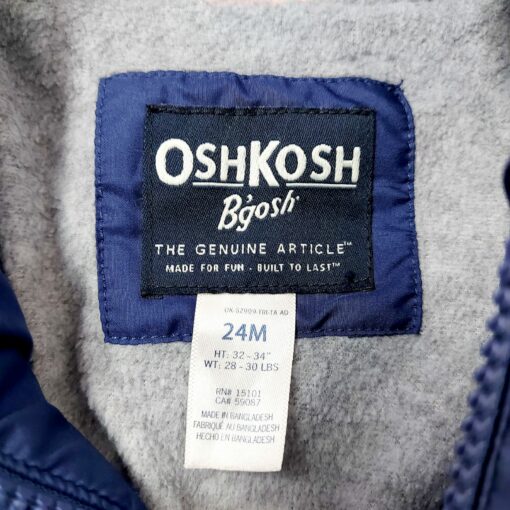 OSHKOSH
B'gosh
THE GENUINE ARTICLE™
MADE FOR FUN · BUILT TO LAST™
24M
HT: 32 - 34"
WT: 28 - 30 LBS
RN# 15101
CA# 59087
MADE IN BANGLADESH
FABRIQUÉ AU BANGLADESH
HECHO EN BANGLADESH